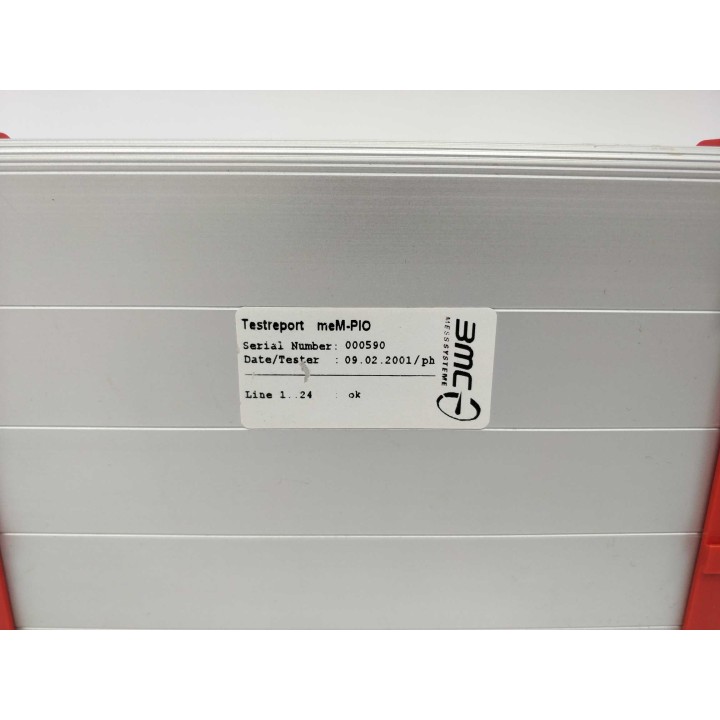 Testreport meM-PIO
Serial Number: 000590
Date/Tester : 09.02.2001/ph
Line 1..24 : ok
BMC
MESSSYSTEME